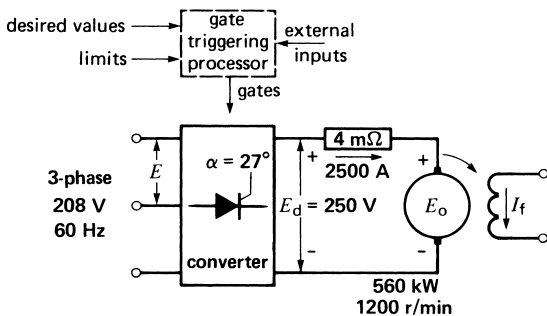 desired values
limits
gate
triggering
processor
external
inputs
gates
3-phase
208 V
60 Hz
E
α = 27°
converter
+
E_d = 250 V
–
4 mΩ
2500 A
+
E_o
–
I_f
560 kW
1200 r/min